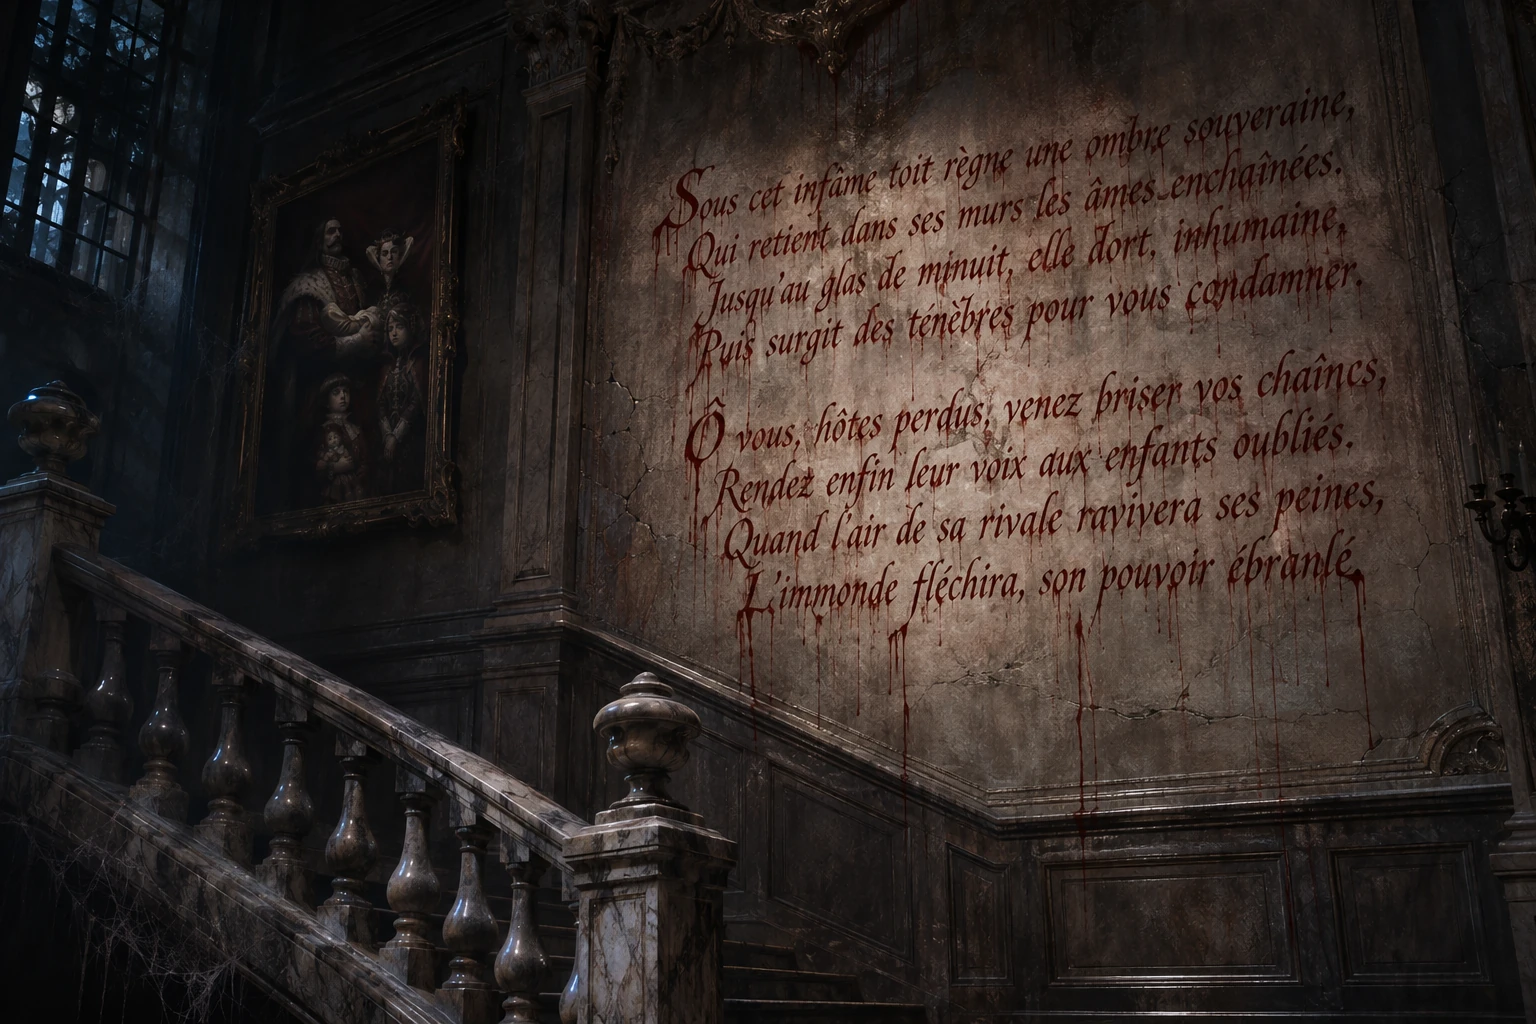 Sous cet infâme toit règne une ombre souveraine,
Qui retient dans ses murs les âmes enchaînées.
Jusqu'au glas de minuit, elle dort, inhumaine,
Puis surgit des ténèbres pour vous condamner.
Ô vous, hôtes perdus, venez briser vos chaînes,
Rendez enfin leur voix aux enfants oubliés.
Quand l'air de sa rivale ravivera ses peines,
L'immonde fléchira, son pouvoir ébranlé.